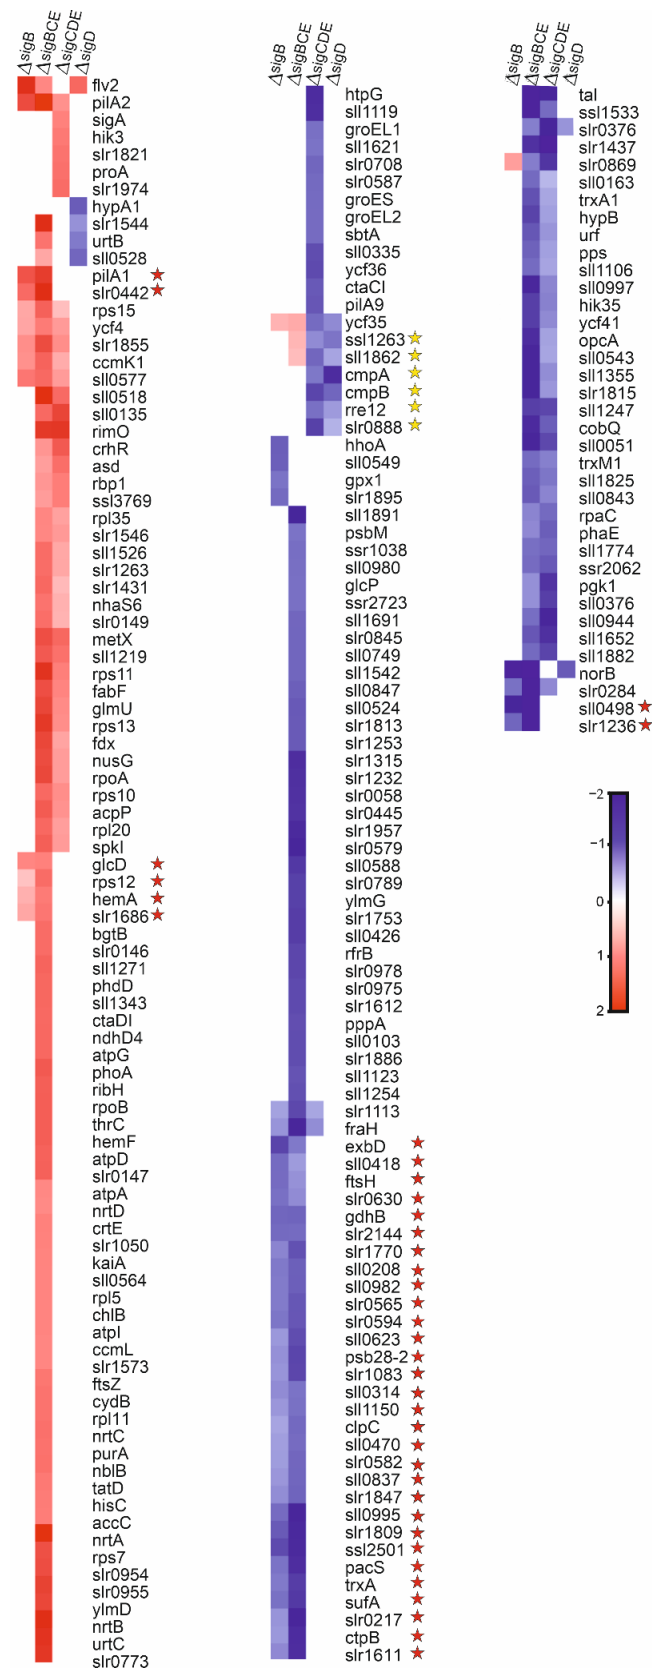 ΔsigB
ΔsigBCE
ΔsigCDE
ΔsigD
flv2
pilA2
sigA
hik3
slr1821
proA
slr1974
hypA1
slr1544
urtB
sll0528
pilA1
slr0442
rps15
ycf4
slr1855
ccmK1
sll0577
sll0518
sll0135
rimO
crhR
asd
rbp1
ssl3769
rpl35
slr1546
sll1526
slr1263
slr1431
nhaS6
slr0149
metX
sll1219
rps11
fabF
glmU
rps13
fdx
nusG
rpoA
rps10
acpP
rpl20
spkI
glcD
rps12
hemA
slr1686
bgtB
slr0146
sll1271
phdD
sll1343
ctaDI
ndhD4
atpG
phoA
ribH
rpoB
thrC
hemF
atpD
slr0147
atpA
nrtD
crtE
slr1050
kaiA
sll0564
rpl5
chlB
atpI
ccmL
slr1573
ftsZ
cydB
rpl11
nrtC
purA
nblB
tatD
hisC
accC
nrtA
rps7
slr0954
slr0955
ylmD
nrtB
urtC
slr0773
ΔsigB
ΔsigBCE
ΔsigCDE
ΔsigD
htpG
sll1119
groEL1
sll1621
slr0708
slr0587
groES
groEL2
sbtA
sll0335
ycf36
ctaCI
pilA9
ycf35
ssl1263
sll1862
cmpA
cmpB
rre12
slr0888
hhoA
sll0549
gpx1
slr1895
sll1891
psbM
ssr1038
sll0980
glcP
ssr2723
sll1691
slr0845
sll0749
sll1542
sll0847
sll0524
slr1813
slr1253
slr1315
slr1232
slr0058
slr0445
slr1957
slr0579
sll0588
slr0789
ylmG
slr1753
sll0426
rfrB
slr0978
slr0975
slr1612
pppA
sll0103
slr1886
sll1123
sll1254
slr1113
fraH
exbD
sll0418
ftsH
slr0630
gdhB
slr2144
slr1770
sll0208
sll0982
slr0565
slr0594
sll0623
psb28-2
slr1083
sll0314
sll1150
clpC
sll0470
slr0582
sll0837
slr1847
sll0995
slr1809
ssl2501
pacS
trxA
sufA
slr0217
ctpB
slr1611
ΔsigB
ΔsigBCE
ΔsigCDE
ΔsigD
tal
ssl1533
slr0376
slr1437
slr0869
sll0163
trxA1
hypB
urf
pps
sll1106
sll0997
hik35
ycf41
opcA
sll0543
sll1355
slr1815
sll1247
cobQ
sll0051
trxM1
sll1825
sll0843
rpaC
phaE
sll1774
ssr2062
pgk1
sll0376
sll0944
sll1652
sll1882
norB
slr0284
sll0498
slr1236
−2
−1
0
1
2